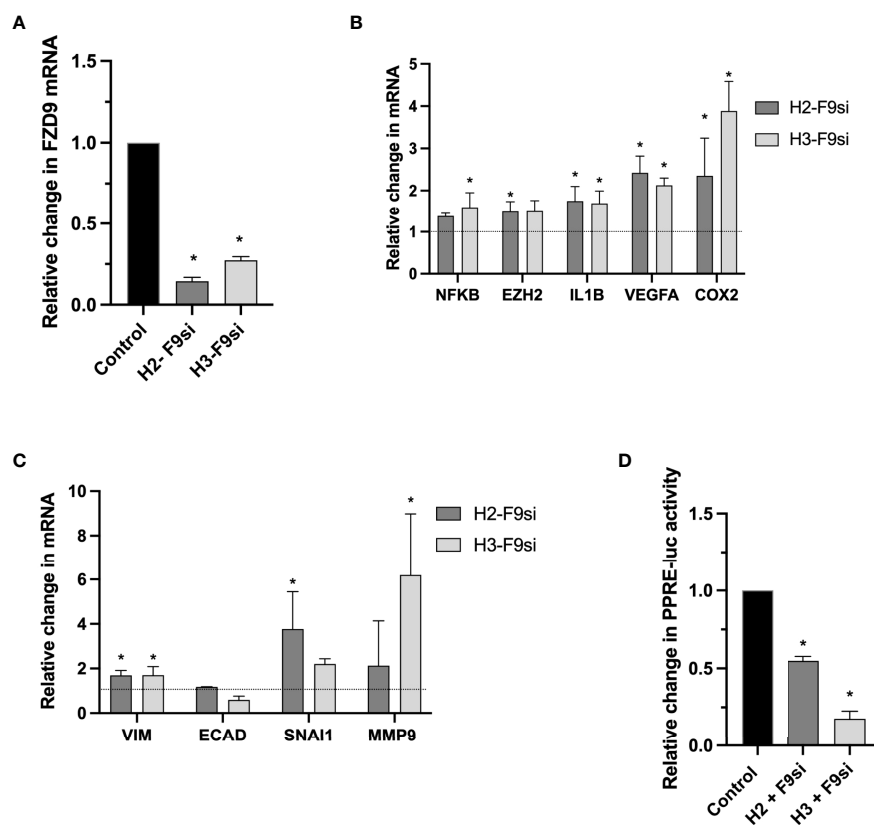 A
Relative change in FZD9 mRNA
1.5
1.0
0.5
0.0
*
*
Control
H2- F9si
H3-F9si
B
Relative change in mRNA
5
4
3
2
1
0
*
*
*
*
*
*
*
*
NFKB
EZH2
IL1B
VEGFA
COX2
H2-F9si
H3-F9si
C
Relative change in mRNA
10
8
6
4
2
0
*
*
*
*
VIM
ECAD
SNAI1
MMP9
H2-F9si
H3-F9si
D
Relative change in PPRE-luc activity
1.5
1.0
0.5
0.0
*
*
Control
H2 + F9si
H3 + F9si